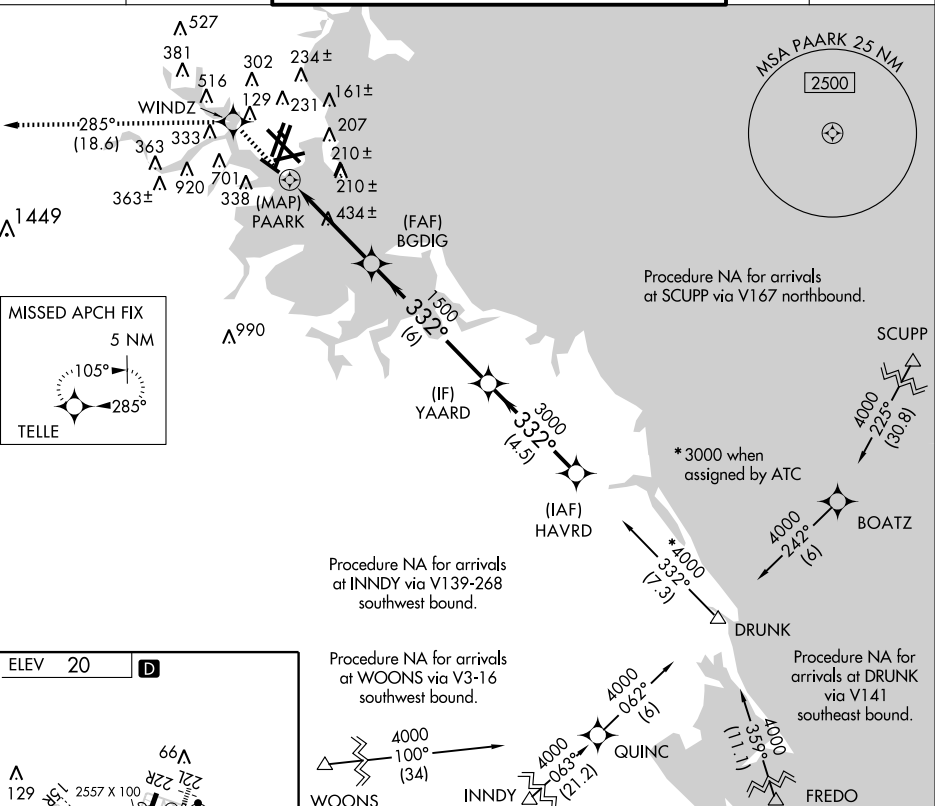 527
381
302
234±
516
129
231
161±
WINDZ
207
285°
(18.6)
333
363
210±
210±
920
701
338
363±
(MAP)
PAARK
434±
1449
(FAF)
BGDIG
MSA PAARK 25 NM
2500
Procedure NA for arrivals
at SCUPP via V167 northbound.
MISSED APCH FIX
5 NM
105°
285°
TELLE
990
1500
332°
(6)
(IF)
YAARD
3000
332°
(4.5)
(IAF)
HAVRD
SCUPP
4000
225°
(30.8)
*3000 when
assigned by ATC
BOATZ
4000
242°
(6)
*4000
332°
(7.3)
DRUNK
Procedure NA for arrivals
at INNDY via V139-268
southwest bound.
Procedure NA for arrivals
at WOONS via V3-16
southwest bound.
Procedure NA for
arrivals at DRUNK
via V141
southeast bound.
4000
062°
(6)
QUINC
4000
100°
(34)
WOONS
4000
063°
(21.2)
INNDY
4000
359°
(11.1)
FREDO
ELEV 20
D
66
129
15R
2557 X 100
22R
22L